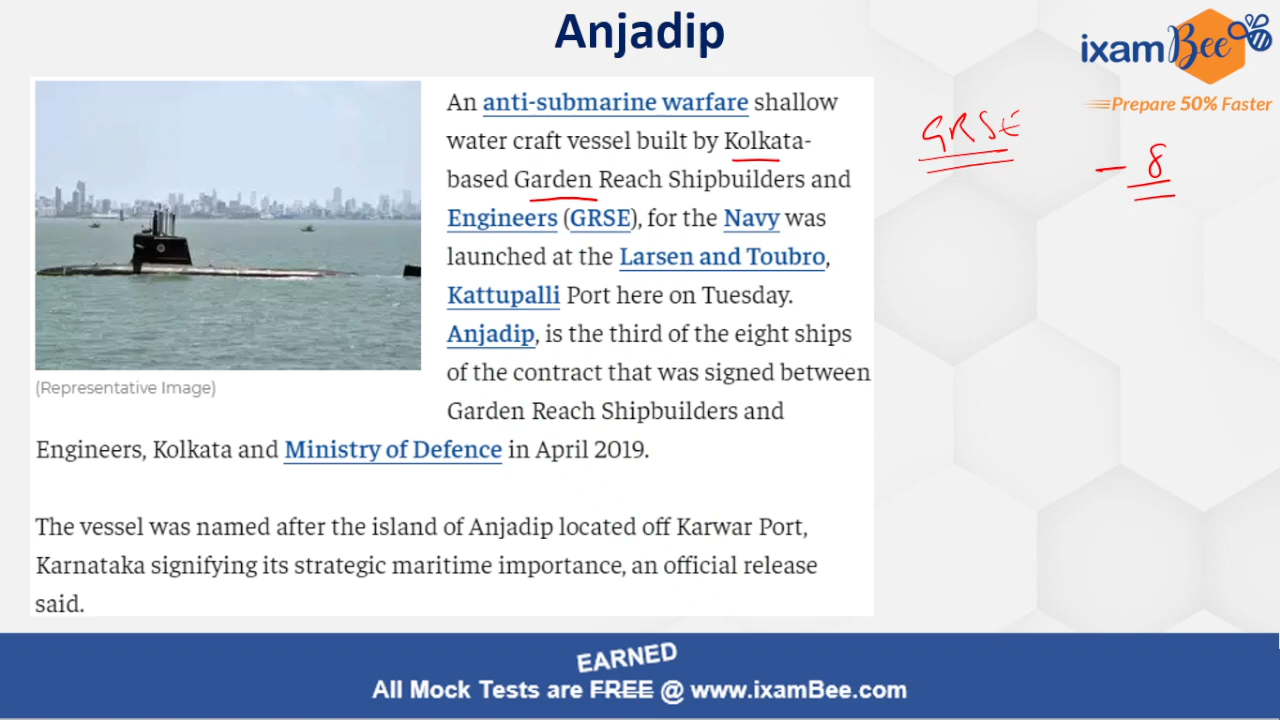 Anjadip
ixamBee
Prepare 50% Faster
An anti-submarine warfare shallow
water craft vessel built by Kolkata-
based Garden Reach Shipbuilders and
Engineers (GRSE), for the Navy was
launched at the Larsen and Toubro,
Kattupalli Port here on Tuesday.
Anjadip, is the third of the eight ships
of the contract that was signed between
Garden Reach Shipbuilders and
(Representative Image)
Engineers, Kolkata and Ministry of Defence in April 2019.
The vessel was named after the island of Anjadip located off Karwar Port,
Karnataka signifying its strategic maritime importance, an official release
said.
GRSE
- 8
EARNED
All Mock Tests are FREE @ www.ixamBee.com